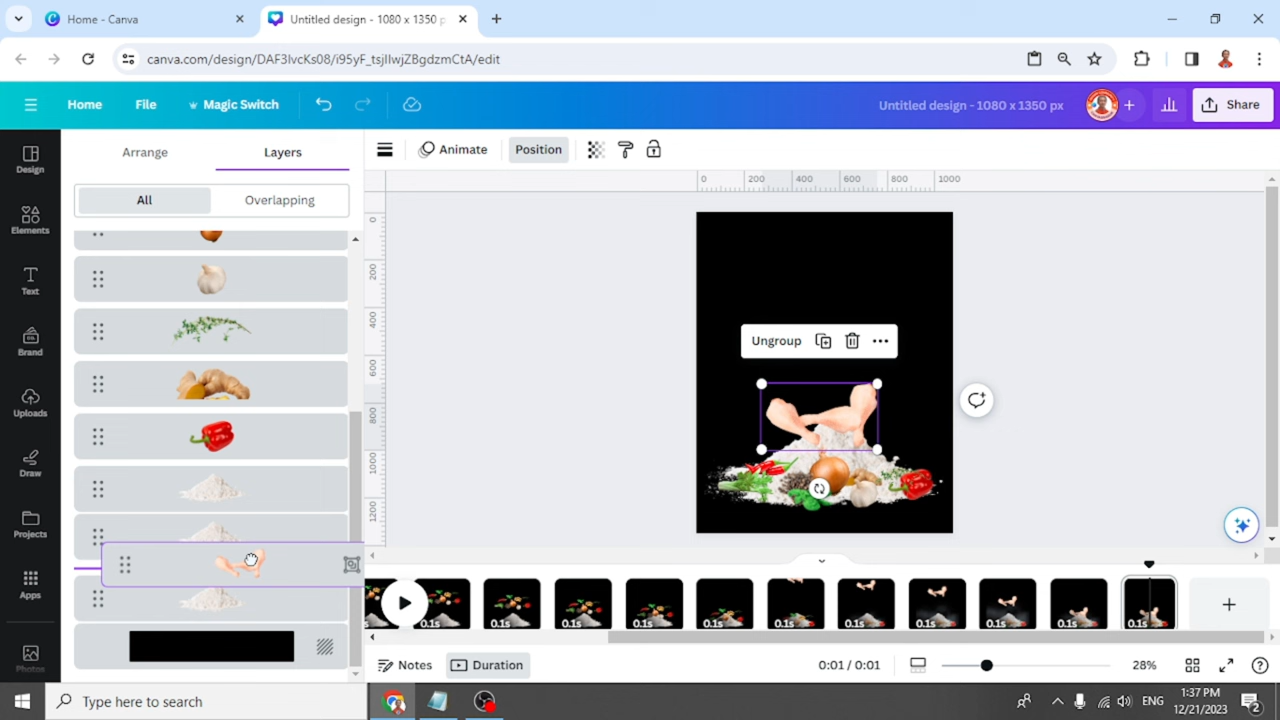 Home - Canva
Untitled design - 1080 x 1350 p
canva.com/design/DAF3lvcKs08/i95yF_tsjIlwjZBgdzmCtA/edit
Home
File
Magic Switch
Untitled design - 1080 x 1350 px
Share
Design
Elements
Text
Brand
Uploads
Draw
Projects
Apps
Photos
Arrange
Layers
All
Overlapping
Animate
Position
0 200 400 600 800 1000
0
200
400
600
800
1000
1200
Ungroup
0.1s 0.1s 0.1s 0.1s 0.1s 0.1s 0.1s 0.1s 0.1s 0.1s 0.1s
Notes
Duration
0:01 / 0:01
28%
Type here to search
ENG
1:37 PM
12/21/2023
2